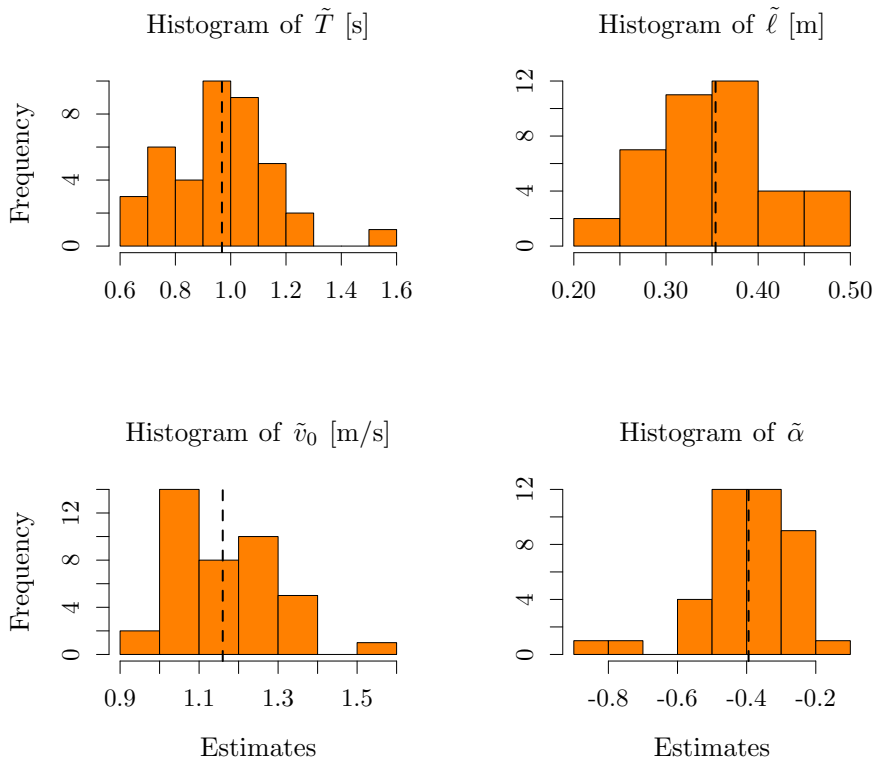 Histogram of T̃ [s]
Frequency
0 4 8
0.6 0.8 1.0 1.2 1.4 1.6
Histogram of ℓ̃ [m]
0 4 8 12
0.20 0.30 0.40 0.50
Histogram of ṽ₀ [m/s]
Frequency
0 4 8 12
0.9 1.1 1.3 1.5
Estimates
Histogram of α̃
0 4 8 12
-0.8 -0.6 -0.4 -0.2
Estimates